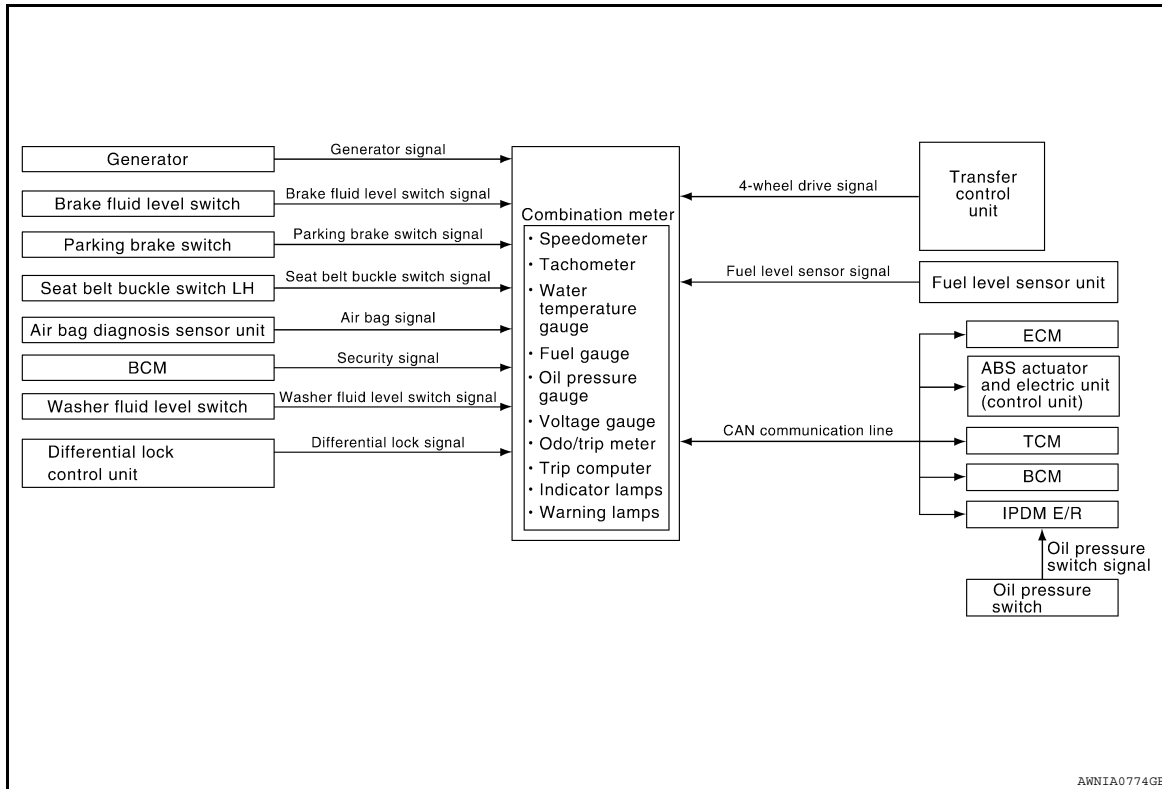 Generator
Generator signal
Brake fluid level switch
Brake fluid level switch signal
Parking brake switch
Parking brake switch signal
Seat belt buckle switch LH
Seat belt buckle switch signal
Air bag diagnosis sensor unit
Air bag signal
BCM
Security signal
Washer fluid level switch
Washer fluid level switch signal
Differential lock
control unit
Differential lock signal
Combination meter
· Speedometer
· Tachometer
· Water
temperature
gauge
· Fuel gauge
· Oil pressure
gauge
· Voltage gauge
· Odo/trip meter
· Trip computer
· Indicator lamps
· Warning lamps
4-wheel drive signal
Transfer
control
unit
Fuel level sensor signal
Fuel level sensor unit
CAN communication line
ECM
ABS actuator
and electric unit
(control unit)
TCM
BCM
IPDM E/R
Oil pressure
switch signal
Oil pressure
switch
AWNIA0774GB